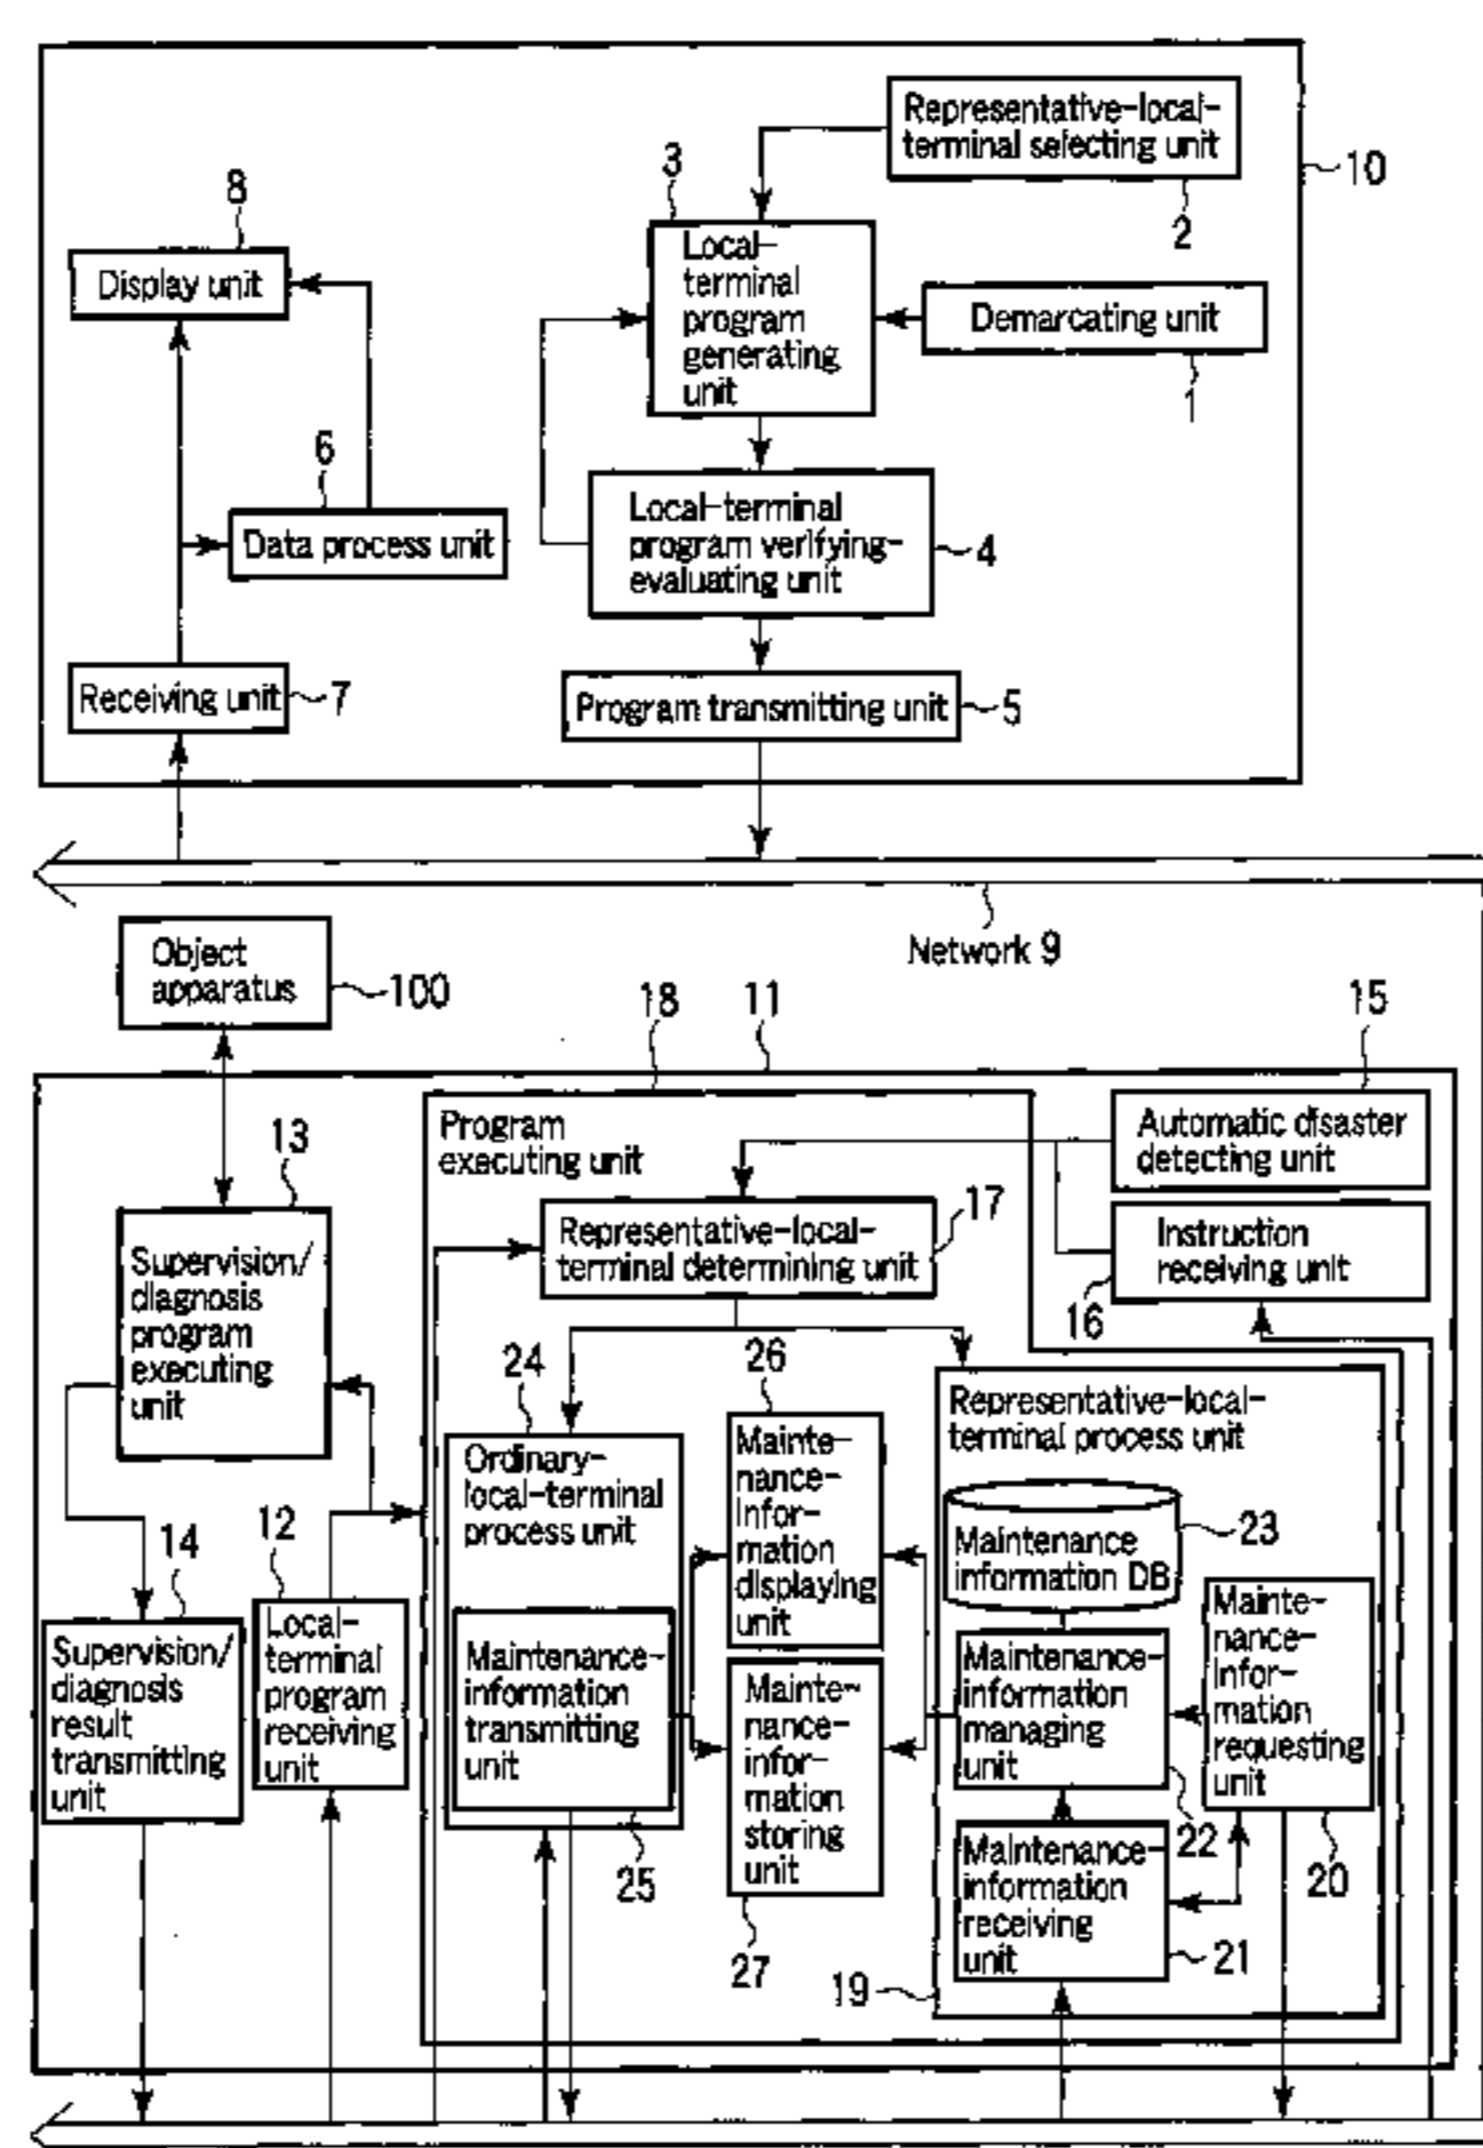 Representative-local-
terminal selecting unit
10
2
3
8
Local-
terminal
program
generating
unit
Display unit
Demarcating unit
1
6
Data process unit
Local-terminal
program verifying-
evaluating unit
4
Receiving unit
7
Program transmitting unit
5
Network 9
Object
apparatus
100
18
11
15
Program
executing unit
Automatic disaster
detecting unit
13
17
Representative-local-
terminal determining unit
Instruction
receiving unit
16
Supervision/
diagnosis
program
executing
unit
24
26
Representative-local-
terminal process unit
Ordinary-
local-terminal
process unit
Mainte-
nance-
infor-
mation
displaying
unit
Maintenance
information DB
23
14
12
Supervision/
diagnosis
result
transmitting
unit
Local-
terminal
program
receiving
unit
Maintenance-
information
transmitting
unit
25
Mainte-
nance-
infor-
mation
storing
unit
27
Maintenance-
information
managing
unit
22
Mainte-
nance-
infor-
mation
requesting
unit
20
Maintenance-
information
receiving
unit
21
19